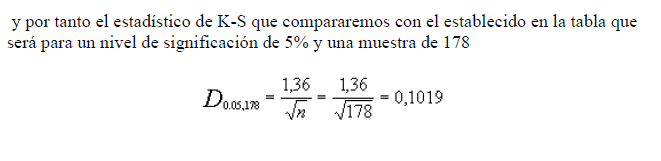 y por tanto el estadístico de K-S que compararemos con el establecido en la tabla que
será para un nivel de significación de 5% y una muestra de 178
D_{0.05,178} = \frac{1,36}{\sqrt{n}} = \frac{1,36}{\sqrt{178}} = 0,1019